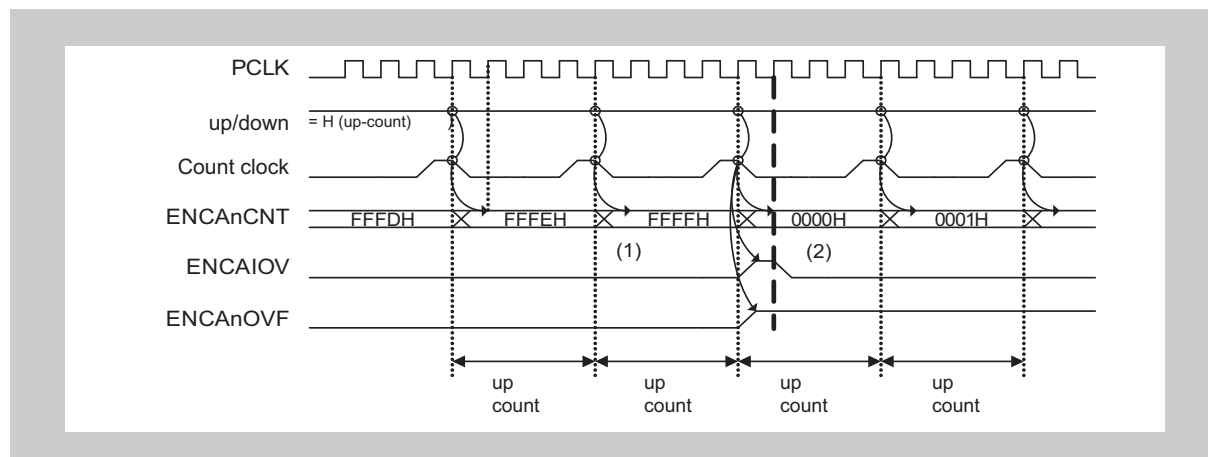 PCLK
up/down = H (up-count)
Count clock
ENCAnCNT FFFDH FFFEH FFFFH 0000H 0001H
(1) (2)
ENCAIOV
ENCAnOVF
up count
up count
up count
up count